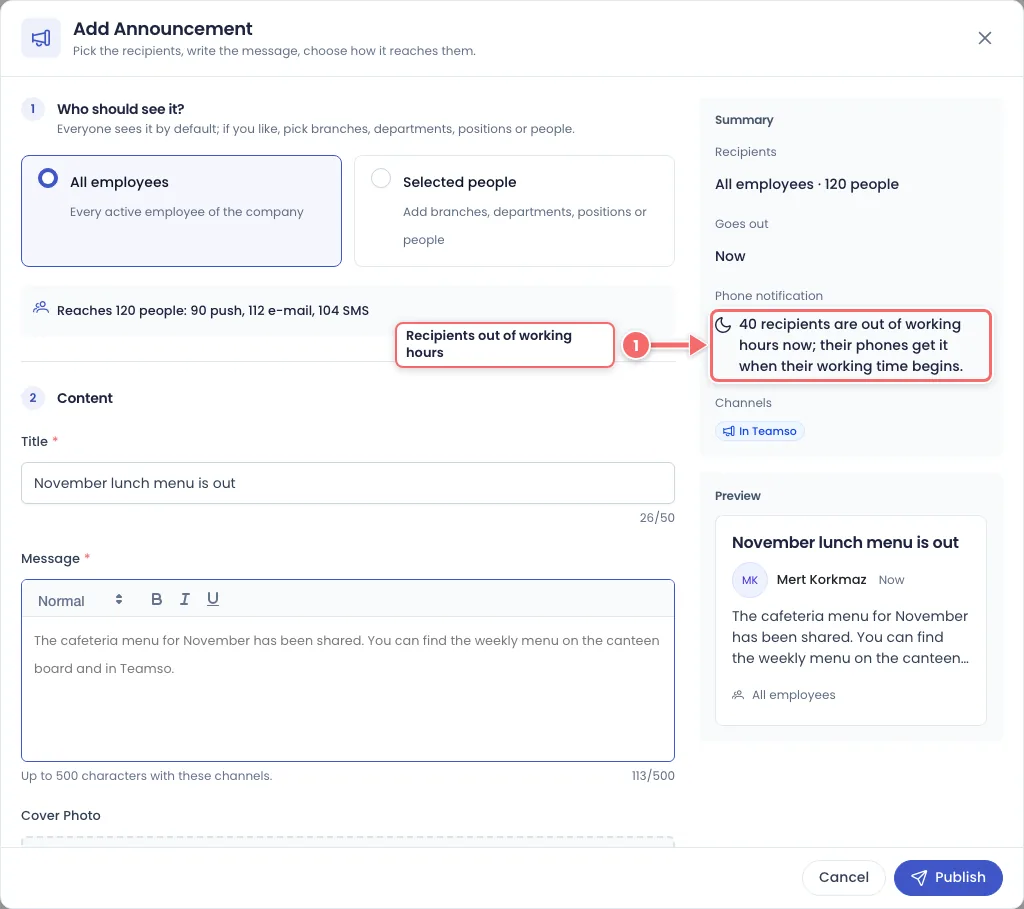 Add Announcement
Pick the recipients, write the message, choose how it reaches them.
1
Who should see it?
Everyone sees it by default; if you like, pick branches, departments, positions or people.
All employees
Every active employee of the company
Selected people
Add branches, departments, positions or
people
Reaches 120 people: 90 push, 112 e-mail, 104 SMS
Recipients out of working
hours
1
2
Content
Title *
November lunch menu is out
26/50
Message *
Normal
B I U
The cafeteria menu for November has been shared. You can find the weekly menu on the canteen
board and in Teamso.
Up to 500 characters with these channels.
113/500
Cover Photo
Summary
Recipients
All employees · 120 people
Goes out
Now
Phone notification
40 recipients are out of working
hours now; their phones get it
when their working time begins.
Channels
In Teamso
Preview
November lunch menu is out
MK
Mert Korkmaz Now
The cafeteria menu for November
has been shared. You can find
the weekly menu on the canteen…
All employees
Cancel
Publish